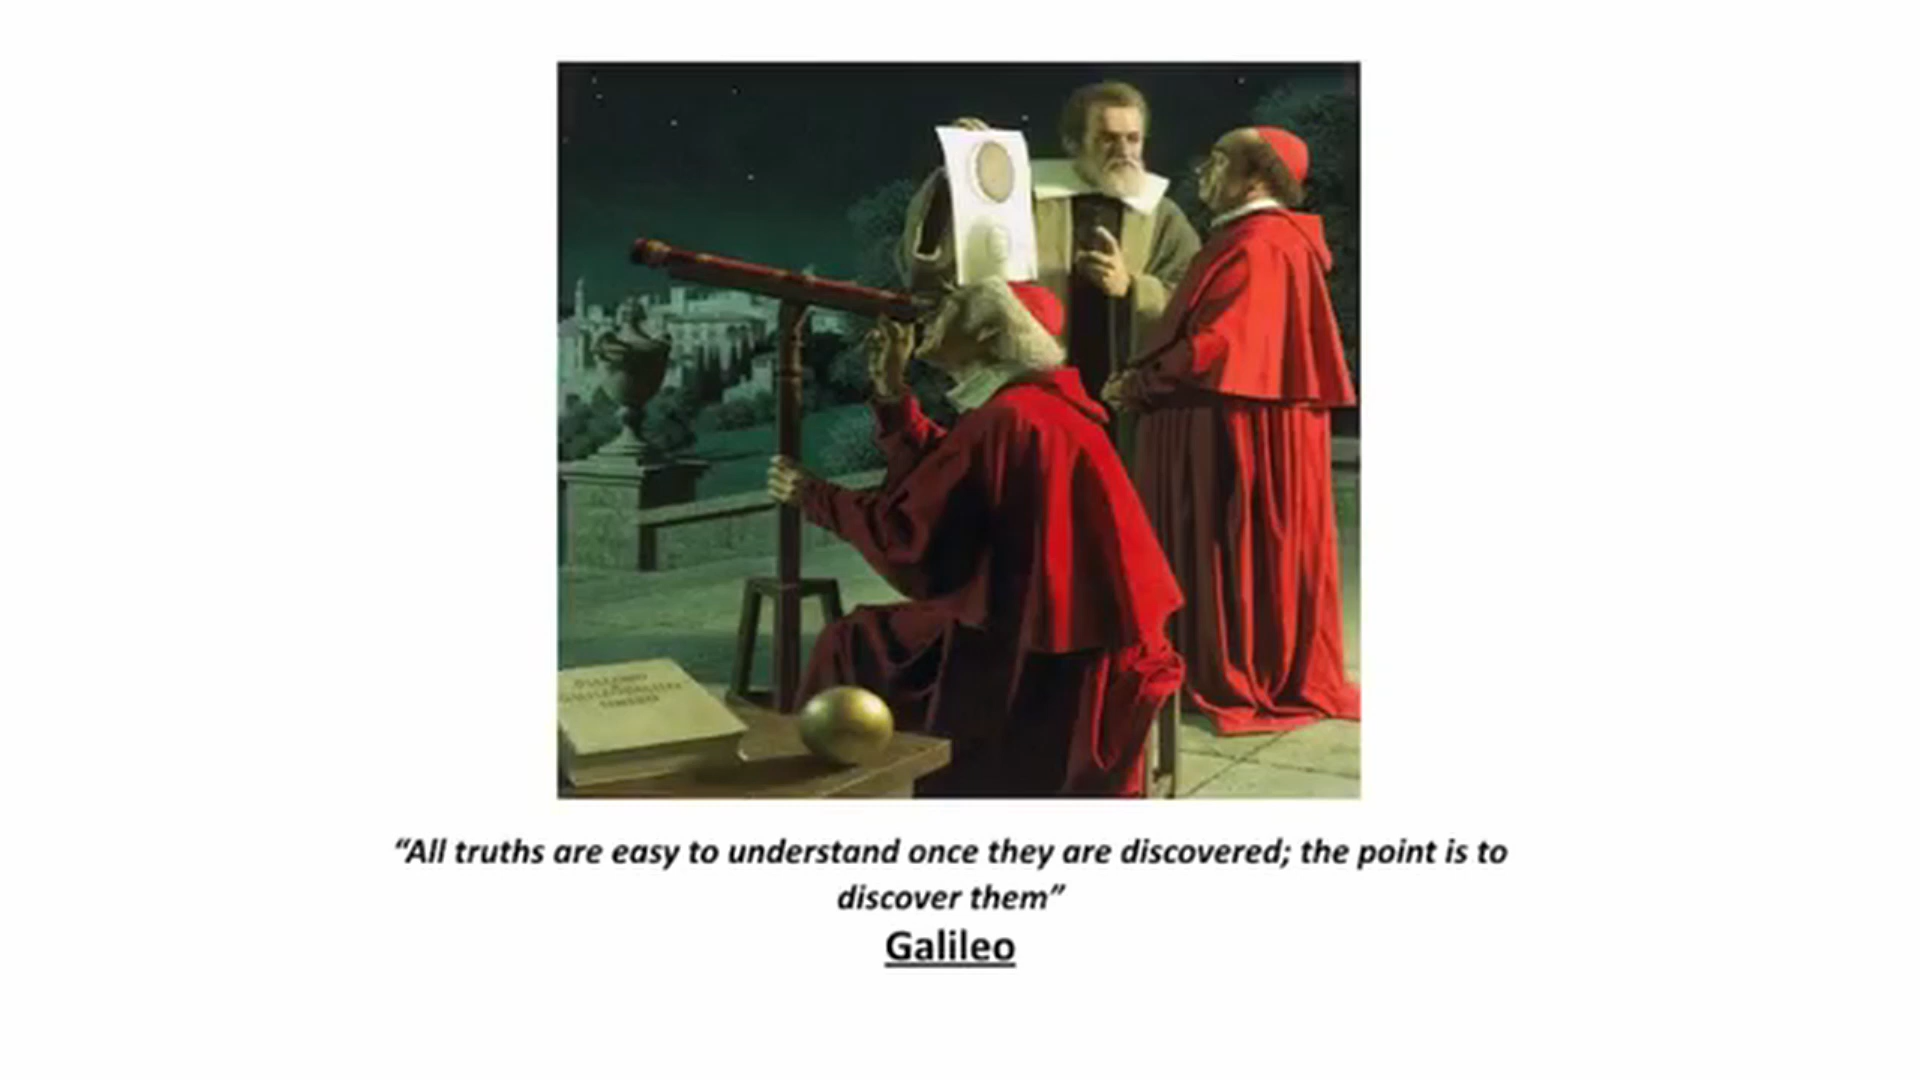 “All truths are easy to understand once they are discovered; the point is to
discover them”
Galileo